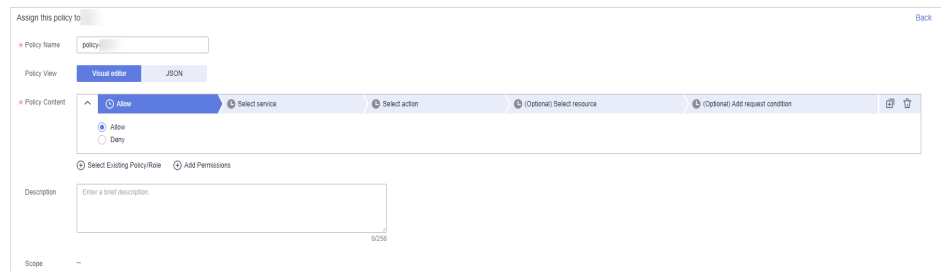 Assign this policy to
Back
* Policy Name policy-
Policy View Visual editor JSON
* Policy Content Allow Select service Select action (Optional) Select resource (Optional) Add request condition
Allow
Deny
Select Existing Policy/Role Add Permissions
Description Enter a brief description.
0/256
Scope --